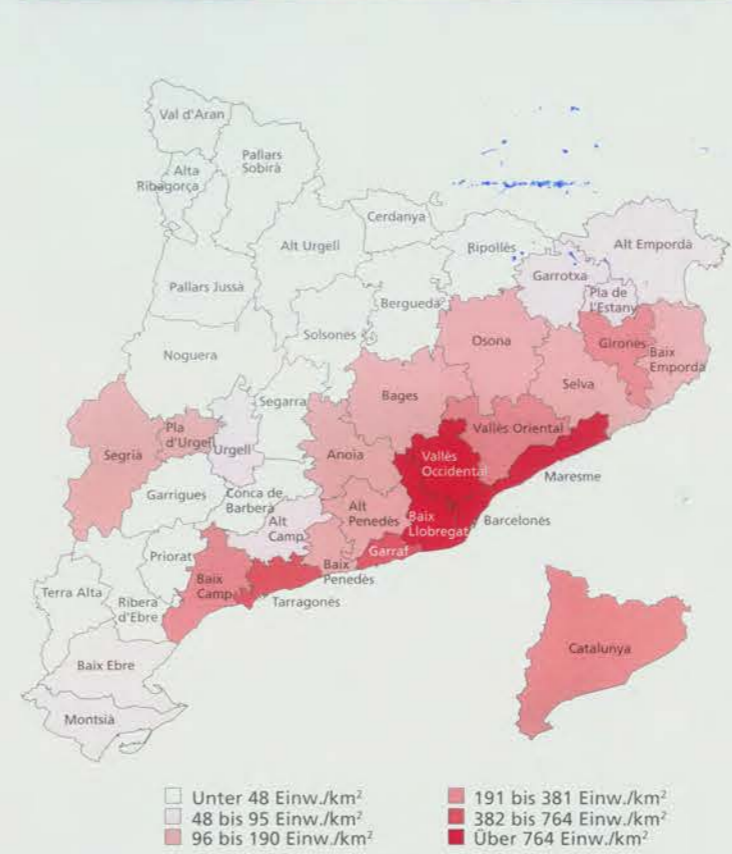 Val d'Aran
Pallars
Sobirà
Alta
Ribagorça
Cerdanya
Ripollès
Alt Empordà
Alt Urgell
Garrotxa
Pallars Jussà
Pla de
l'Estany
Berguedà
Solsonès
Osona
Gironès
Baix
Empordà
Noguera
Selva
Bages
Segarra
Pla
d'Urgell
Urgell
Vallès Oriental
Segrià
Anoia
Vallès
Occidental
Maresme
Garrigues
Conca de
Barberà
Alt
Penedès
Baix
Llobregat
Barcelonès
Alt
Camp
Garraf
Priorat
Baix
Penedès
Baix
Camp
Terra Alta
Ribera
d'Ebre
Tarragonès
Catalunya
Baix Ebre
Montsià
Unter 48 Einw./km²
48 bis 95 Einw./km²
96 bis 190 Einw./km²
191 bis 381 Einw./km²
382 bis 764 Einw./km²
Über 764 Einw./km²